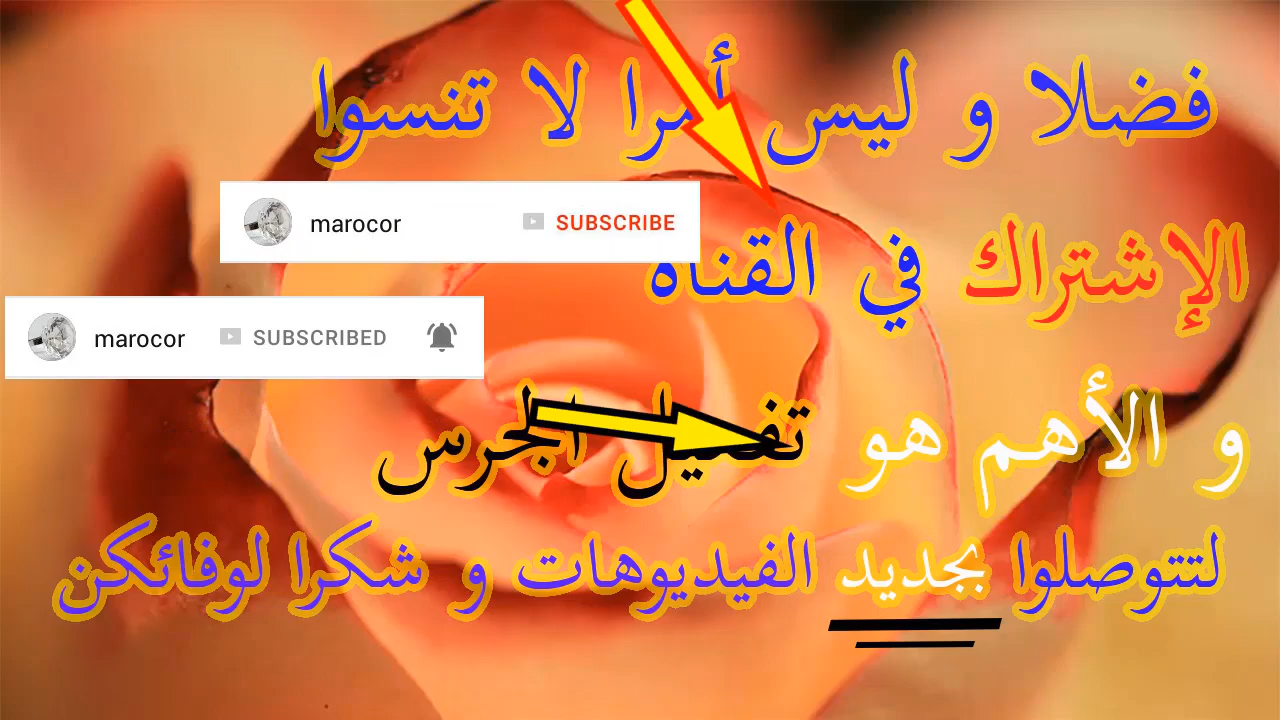 فضلا و ليس أمرا لا تنسوا
marocor SUBSCRIBE
الإشتراك في القناة
marocor SUBSCRIBED
و الأهم هو تفعيل الجرس
لتتوصلوا بجديد الفيديوهات و شكرا لوفائكن